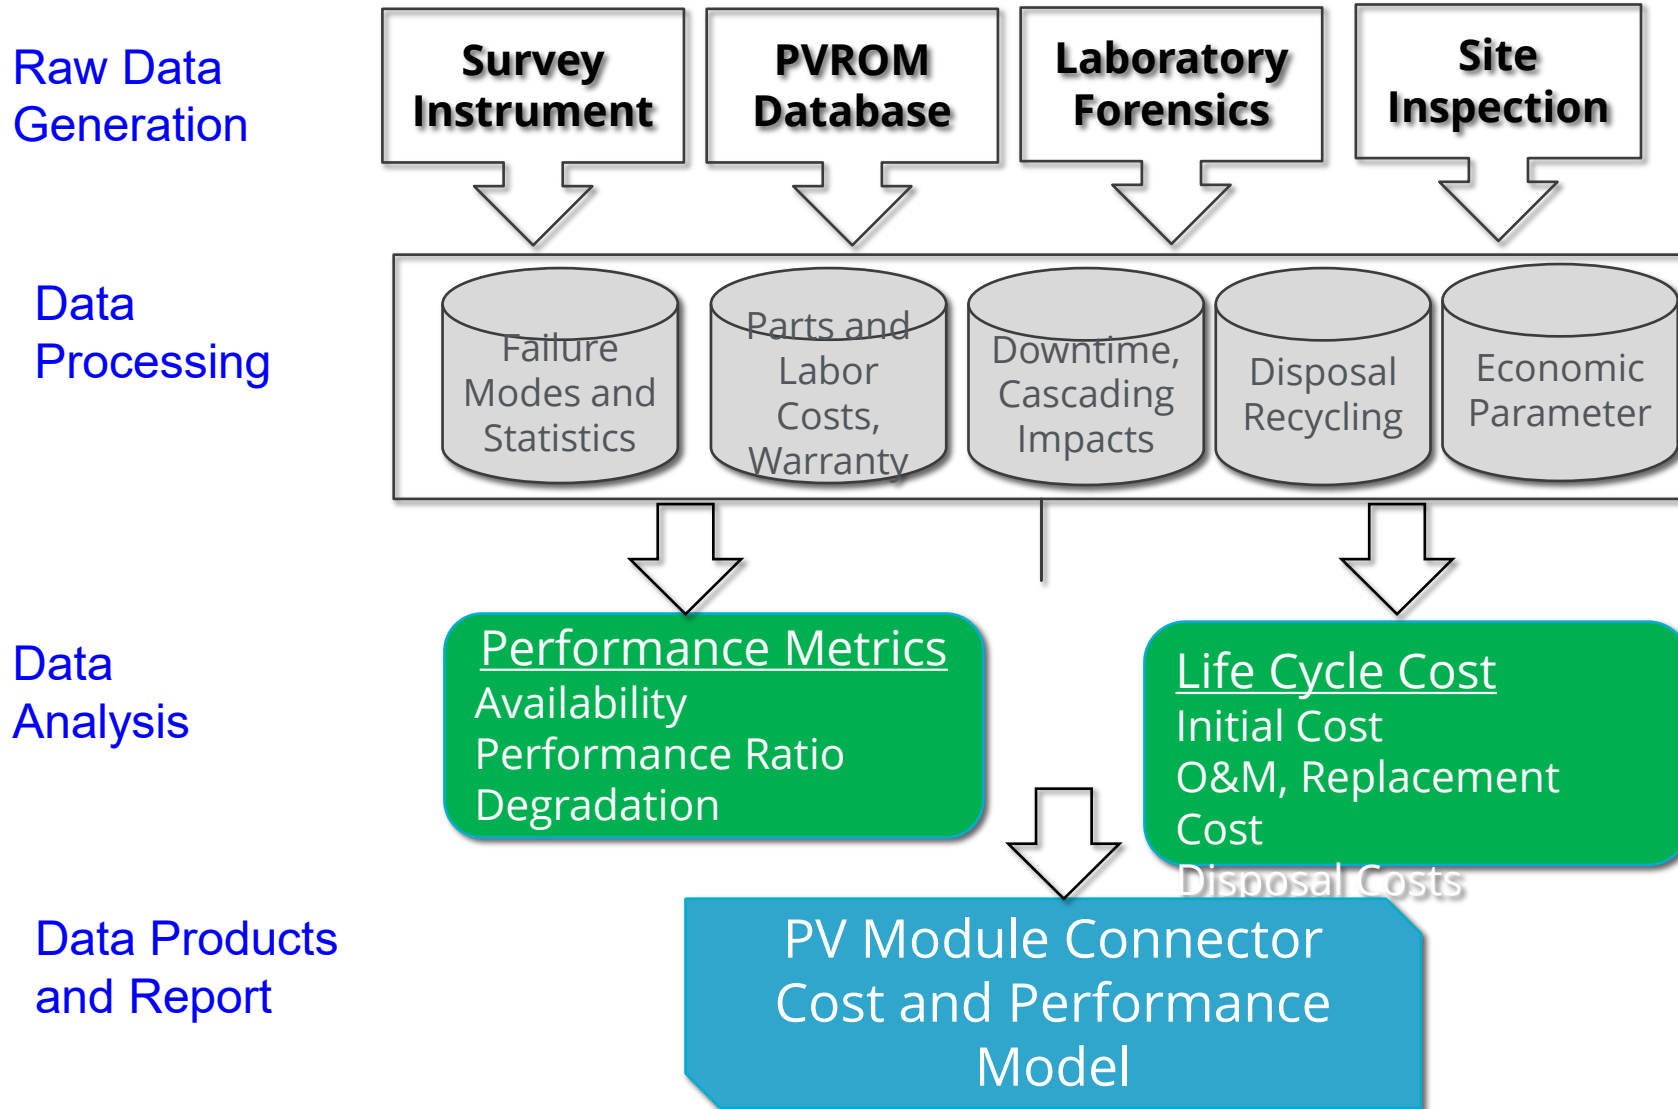 Raw Data
Generation
Survey
Instrument
PVROM
Database
Laboratory
Forensics
Site
Inspection
Data
Processing
Failure
Modes and
Statistics
Parts and
Labor
Costs,
Warranty
Downtime,
Cascading
Impacts
Disposal
Recycling
Economic
Parameter
Data
Analysis
Performance Metrics
Availability
Performance Ratio
Degradation
Life Cycle Cost
Initial Cost
O&M, Replacement
Cost
Disposal Costs
Data Products
and Report
PV Module Connector
Cost and Performance
Model